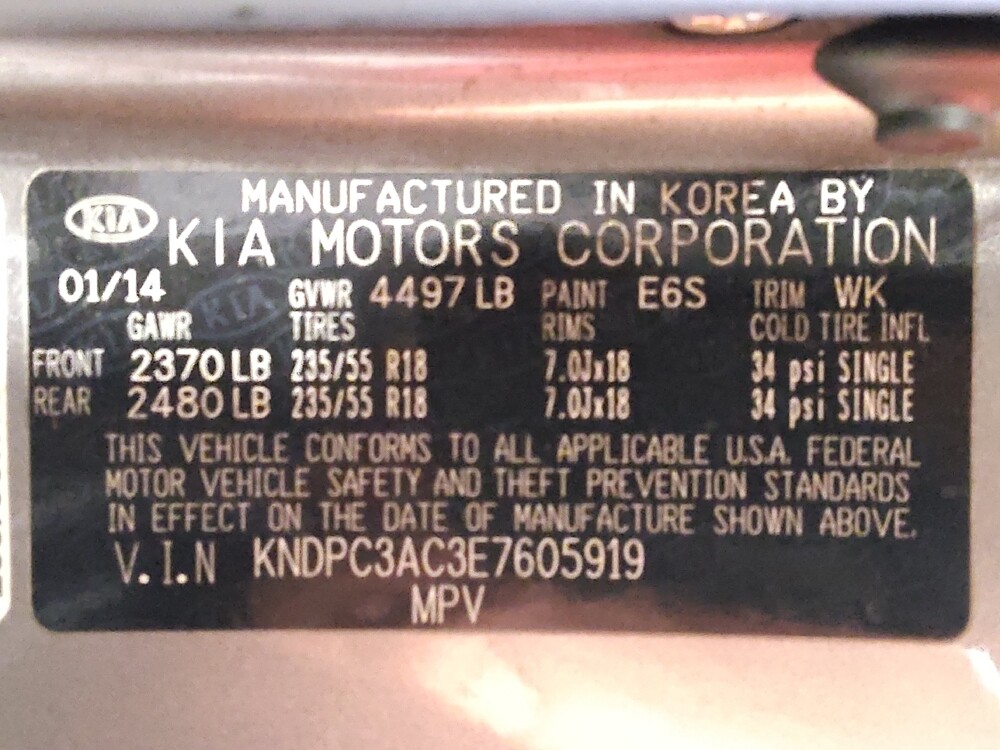 MANUFACTURED IN KOREA BY
KIA KIA MOTORS CORPORATION
01/14 GVWR 4497 LB PAINT E6S TRIM WK
GAWR TIRES RIMS COLD TIRE INFL
FRONT 2370 LB 235/55 R18 7.0Jx18 34 psi SINGLE
REAR 2480 LB 235/55 R18 7.0Jx18 34 psi SINGLE
THIS VEHICLE CONFORMS TO ALL APPLICABLE U.S.A. FEDERAL
MOTOR VEHICLE SAFETY AND THEFT PREVENTION STANDARDS
IN EFFECT ON THE DATE OF MANUFACTURE SHOWN ABOVE.
V.I.N KNDPC3AC3E7605919
MPV